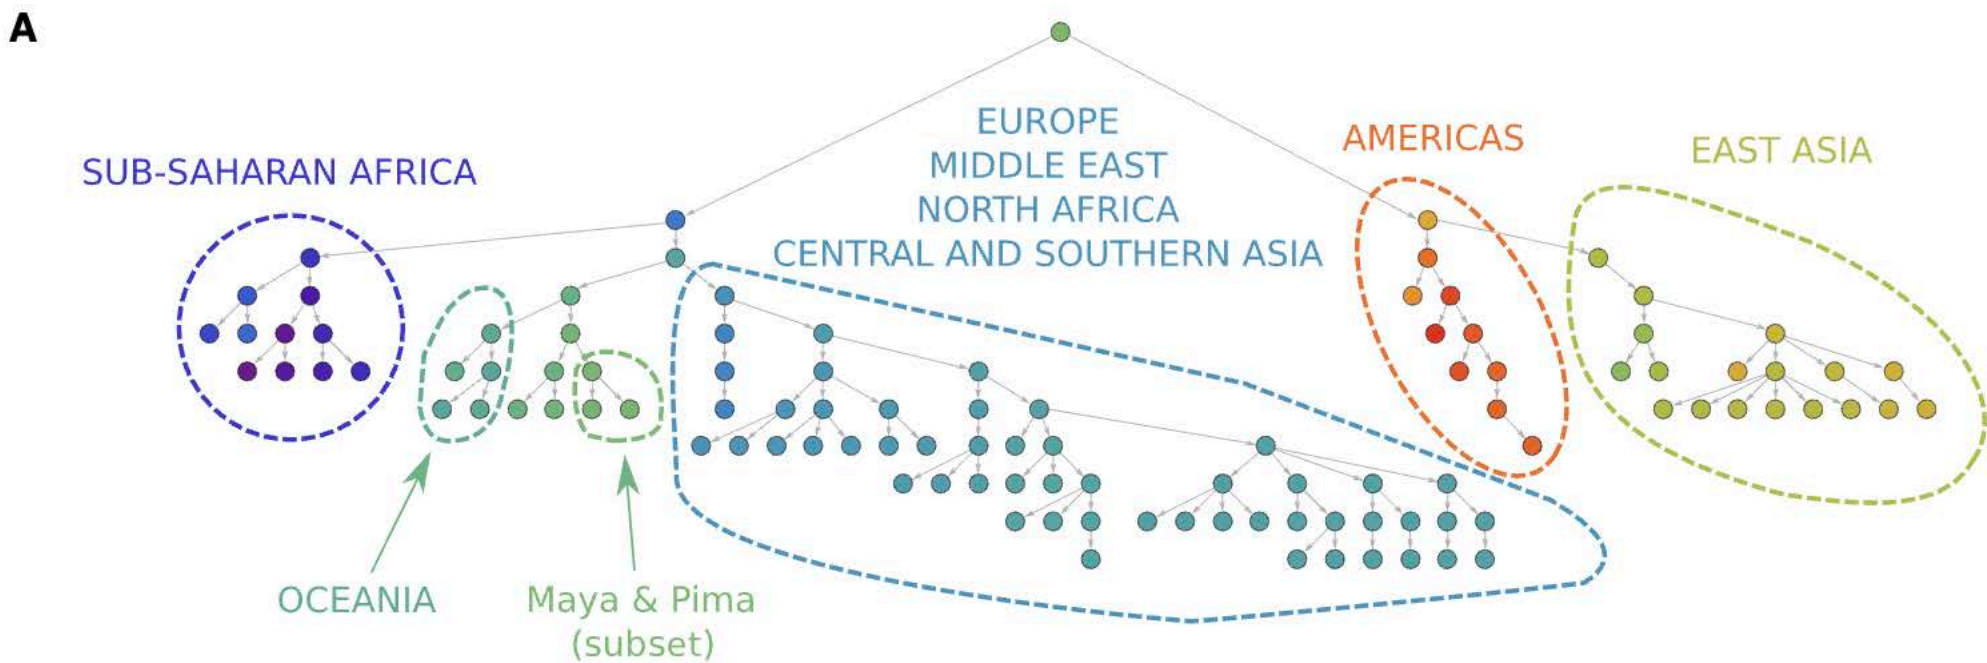 A
EUROPE
MIDDLE EAST
NORTH AFRICA
CENTRAL AND SOUTHERN ASIA
AMERICAS
EAST ASIA
SUB-SAHARAN AFRICA
OCEANIA
Maya & Pima
(subset)